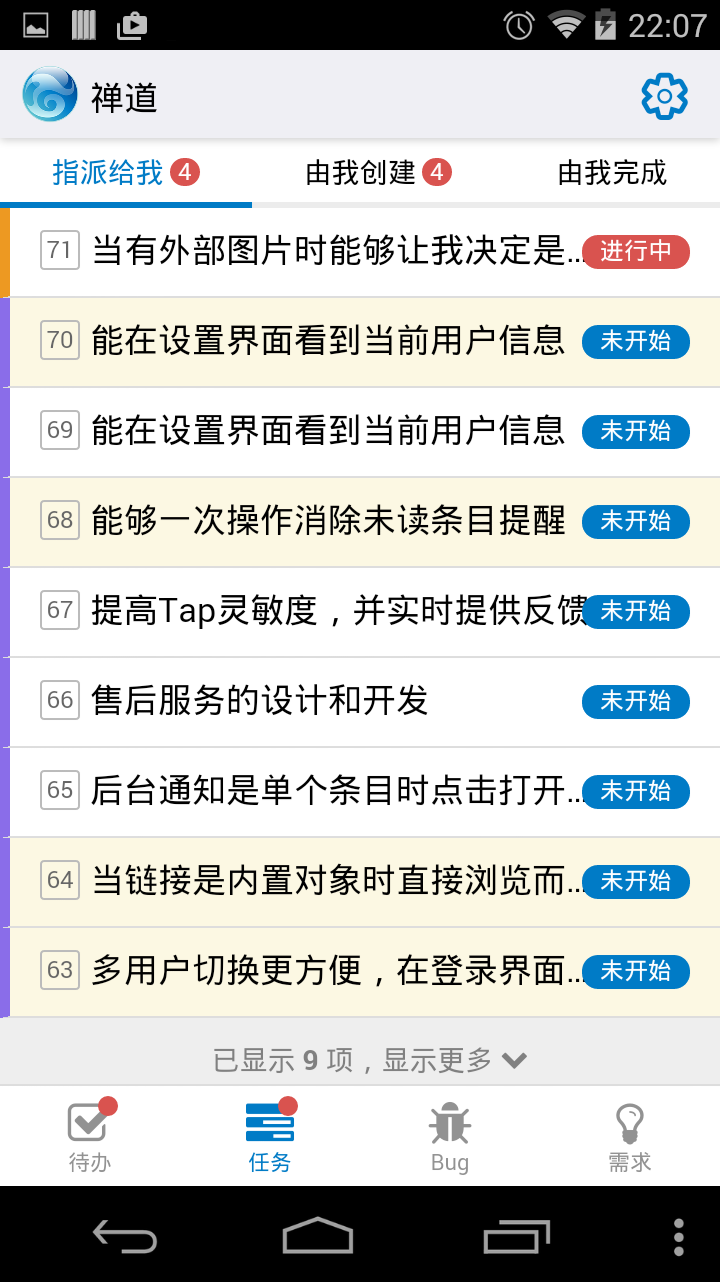 22:07
禅道
指派给我 4 由我创建 4 由我完成
71 当有外部图片时能够让我决定是... 进行中
70 能在设置界面看到当前用户信息 未开始
69 能在设置界面看到当前用户信息 未开始
68 能够一次操作消除未读条目提醒 未开始
67 提高Tap灵敏度，并实时提供反馈 未开始
66 售后服务的设计和开发 未开始
65 后台通知是单个条目时点击打开... 未开始
64 当链接是内置对象时直接浏览而... 未开始
63 多用户切换更方便，在登录界面... 未开始
已显示 9 项，显示更多
待办 任务 Bug 需求